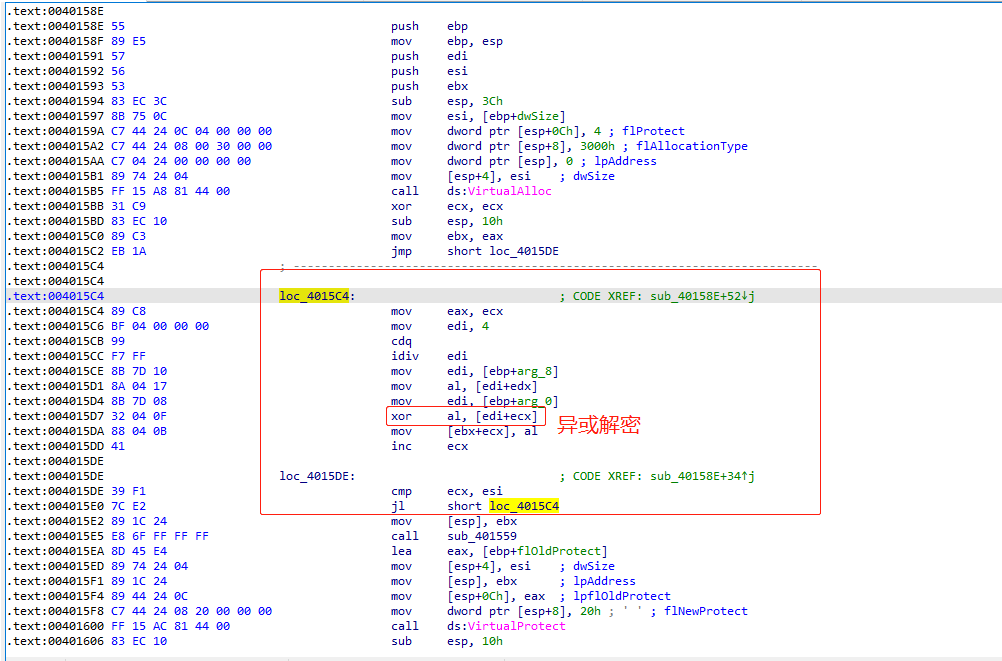 .text:0040158E
.text:0040158E 55 push ebp
.text:0040158F 89 E5 mov ebp, esp
.text:00401591 57 push edi
.text:00401592 56 push esi
.text:00401593 53 push ebx
.text:00401594 83 EC 3C sub esp, 3Ch
.text:00401597 8B 75 0C mov esi, [ebp+dwSize]
.text:0040159A C7 44 24 0C 04 00 00 00 mov dword ptr [esp+0Ch], 4 ; flProtect
.text:004015A2 C7 44 24 08 00 30 00 00 mov dword ptr [esp+8], 3000h ; flAllocationType
.text:004015AA C7 04 24 00 00 00 00 mov dword ptr [esp], 0 ; lpAddress
.text:004015B1 89 74 24 04 mov [esp+4], esi ; dwSize
.text:004015B5 FF 15 A8 81 44 00 call ds:VirtualAlloc
.text:004015BB 31 C9 xor ecx, ecx
.text:004015BD 83 EC 10 sub esp, 10h
.text:004015C0 89 C3 mov ebx, eax
.text:004015C2 EB 1A jmp short loc_4015DE
.text:004015C4 ; ---------------------------------------------------------------------------
.text:004015C4
.text:004015C4 loc_4015C4: ; CODE XREF: sub_40158E+52↓j
.text:004015C4 89 C8 mov eax, ecx
.text:004015C6 BF 04 00 00 00 mov edi, 4
.text:004015CB 99 cdq
.text:004015CC F7 FF idiv edi
.text:004015CE 8B 7D 10 mov edi, [ebp+arg_8]
.text:004015D1 8A 04 17 mov al, [edi+edx]
.text:004015D4 8B 7D 08 mov edi, [ebp+arg_0]
.text:004015D7 32 04 0F xor al, [edi+ecx] 异或解密
.text:004015DA 88 04 0B mov [ebx+ecx], al
.text:004015DD 41 inc ecx
.text:004015DE
.text:004015DE loc_4015DE: ; CODE XREF: sub_40158E+34↑j
.text:004015DE 39 F1 cmp ecx, esi
.text:004015E0 7C E2 jl short loc_4015C4
.text:004015E2 89 1C 24 mov [esp], ebx
.text:004015E5 E8 6F FF FF FF call sub_401559
.text:004015EA 8D 45 E4 lea eax, [ebp+flOldProtect]
.text:004015ED 89 74 24 04 mov [esp+4], esi ; dwSize
.text:004015F1 89 1C 24 mov [esp], ebx ; lpAddress
.text:004015F4 89 44 24 0C mov [esp+0Ch], eax ; lpflOldProtect
.text:004015F8 C7 44 24 08 20 00 00 00 mov dword ptr [esp+8], 20h ; ' ' ; flNewProtect
.text:00401600 FF 15 AC 81 44 00 call ds:VirtualProtect
.text:00401606 83 EC 10 sub esp, 10h